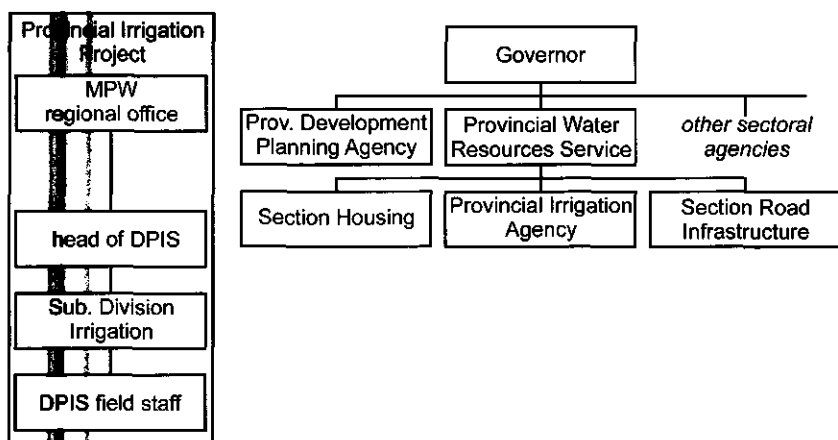 Provincial Irrigation
Project
MPW
regional office
head of DPIS
Sub. Division
Irrigation
DPIS field staff
Governor
Prov. Development
Planning Agency
Provincial Water
Resources Service
other sectoral
agencies
Section Housing
Provincial Irrigation
Agency
Section Road
Infrastructure